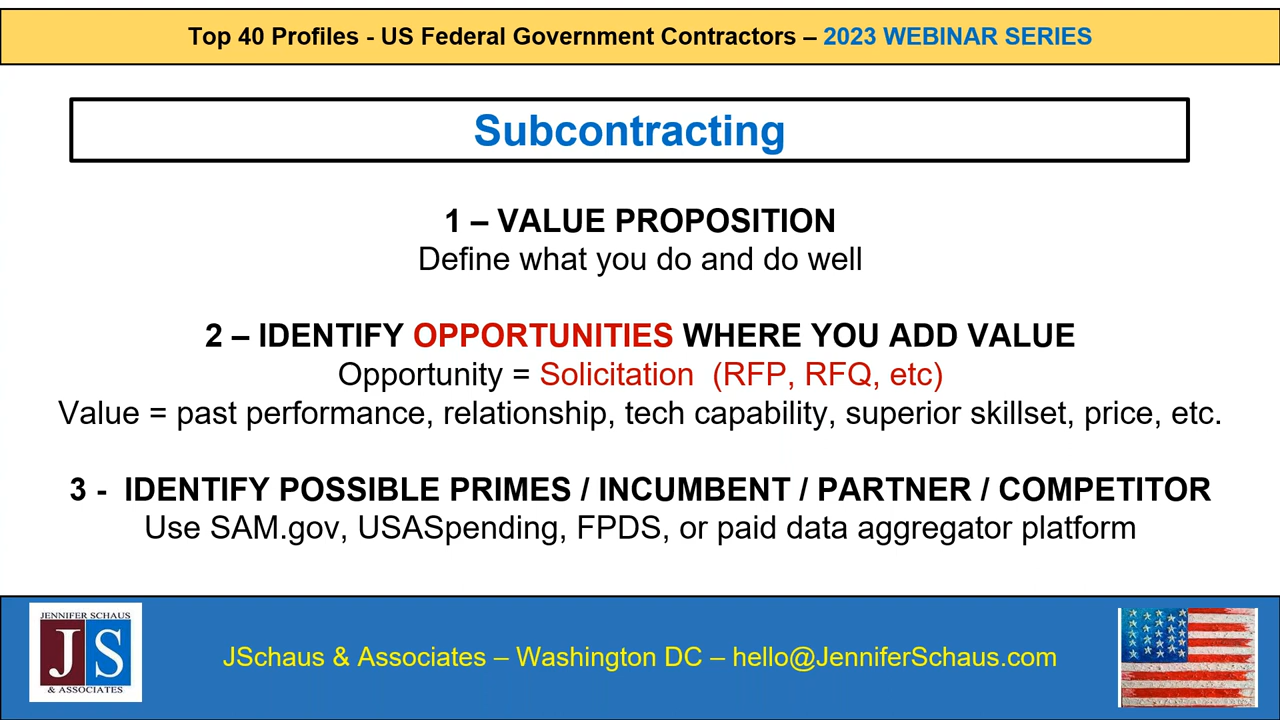 Top 40 Profiles - US Federal Government Contractors – 2023 WEBINAR SERIES
Subcontracting
1 – VALUE PROPOSITION
Define what you do and do well
2 – IDENTIFY OPPORTUNITIES WHERE YOU ADD VALUE
Opportunity = Solicitation (RFP, RFQ, etc)
Value = past performance, relationship, tech capability, superior skillset, price, etc.
3 - IDENTIFY POSSIBLE PRIMES / INCUMBENT / PARTNER / COMPETITOR
Use SAM.gov, USASpending, FPDS, or paid data aggregator platform
JENNIFER SCHAUS
JS
& ASSOCIATES
JSchaus & Associates – Washington DC – hello@JenniferSchaus.com